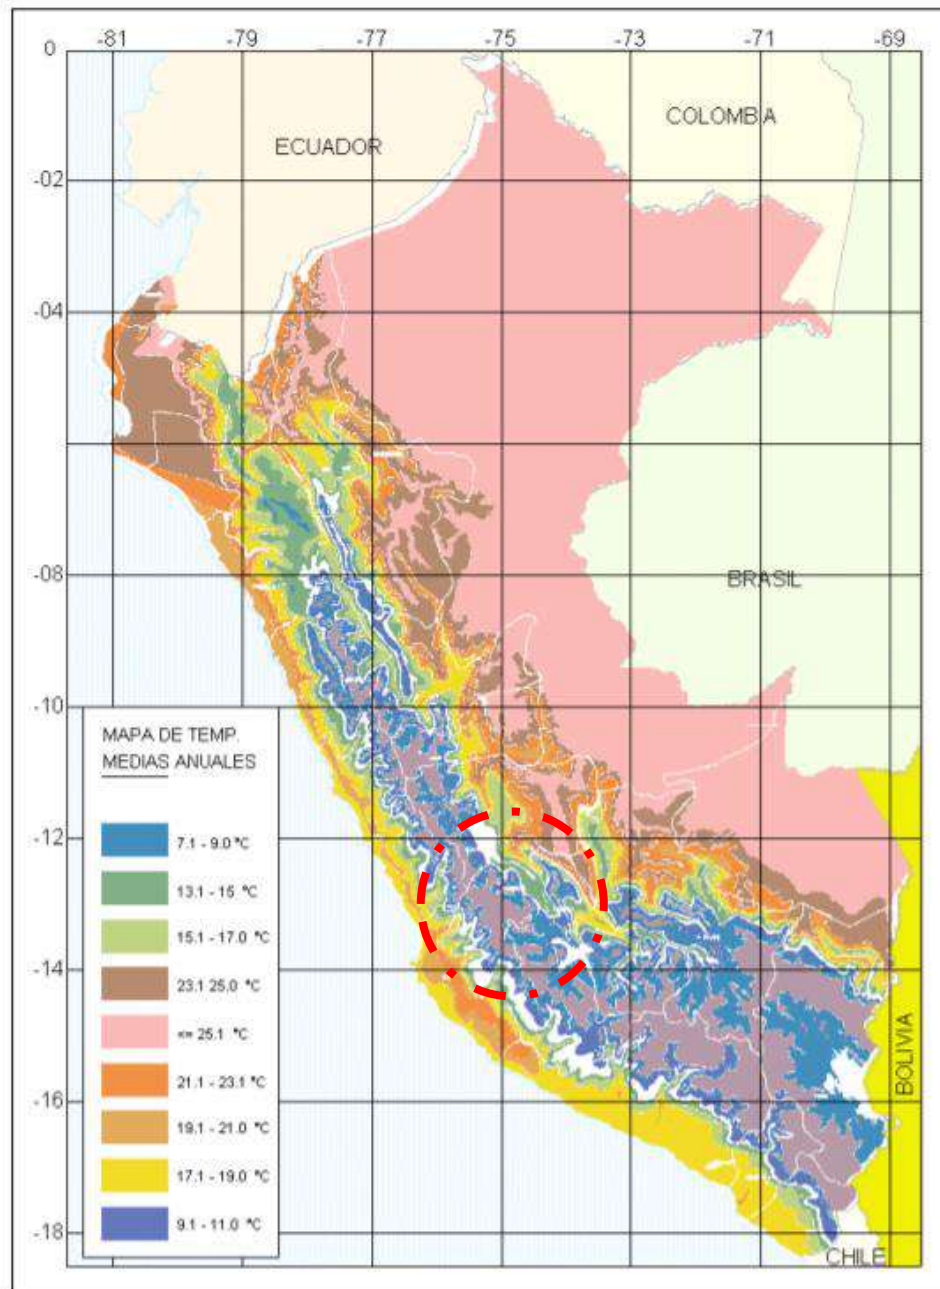 -81 -79 -77 -75 -73 -71 -69
0
COLOMBIA
ECUADOR
-02
-04
-08
BRASIL
-10
MAPA DE TEMP.
MEDIAS ANUALES
-12
7.1 - 9.0 °C
13.1 - 15 °C
15.1 - 17.0 °C
-14
23.1 25.0 °C
<= 25.1 °C
BOLIVIA
21.1 - 23.1 °C
-16
19.1 - 21.0 °C
17.1 - 19.0 °C
9.1 - 11.0 °C
-18
CHILE